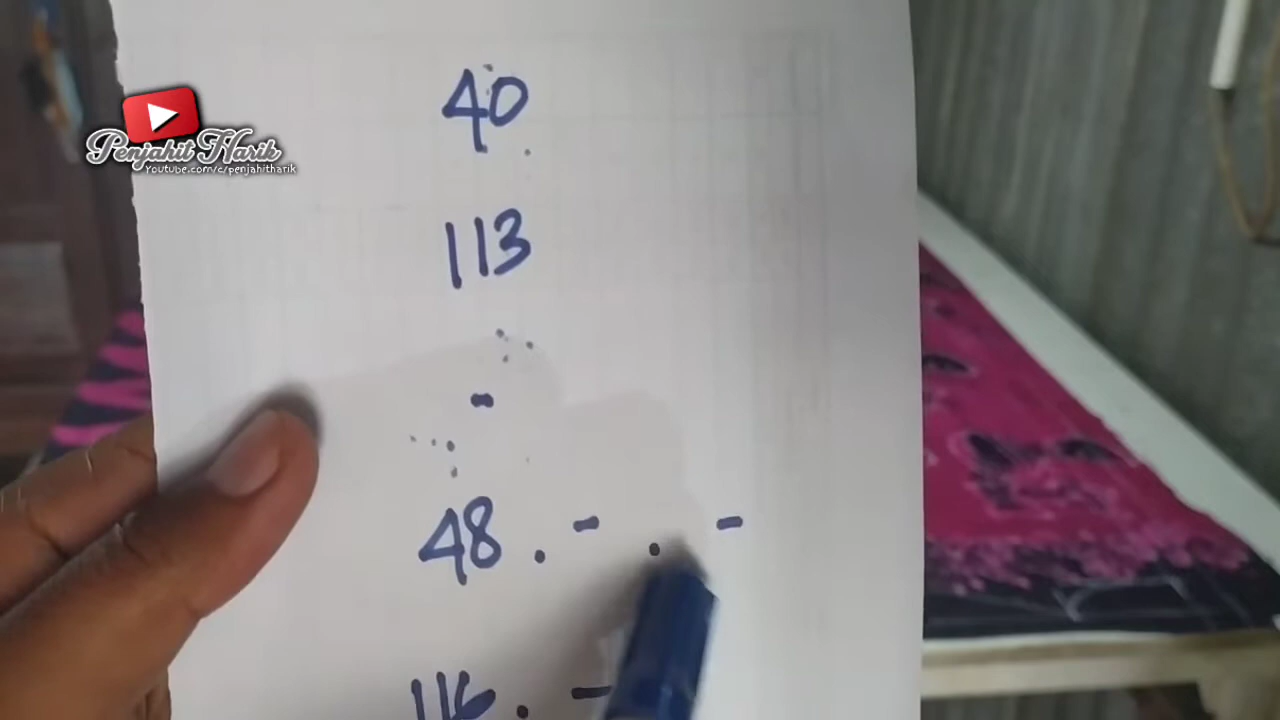 Penjahit Harik
Youtube.com/c/penjahitharik
40
113
-
48 . - . -
116 . -